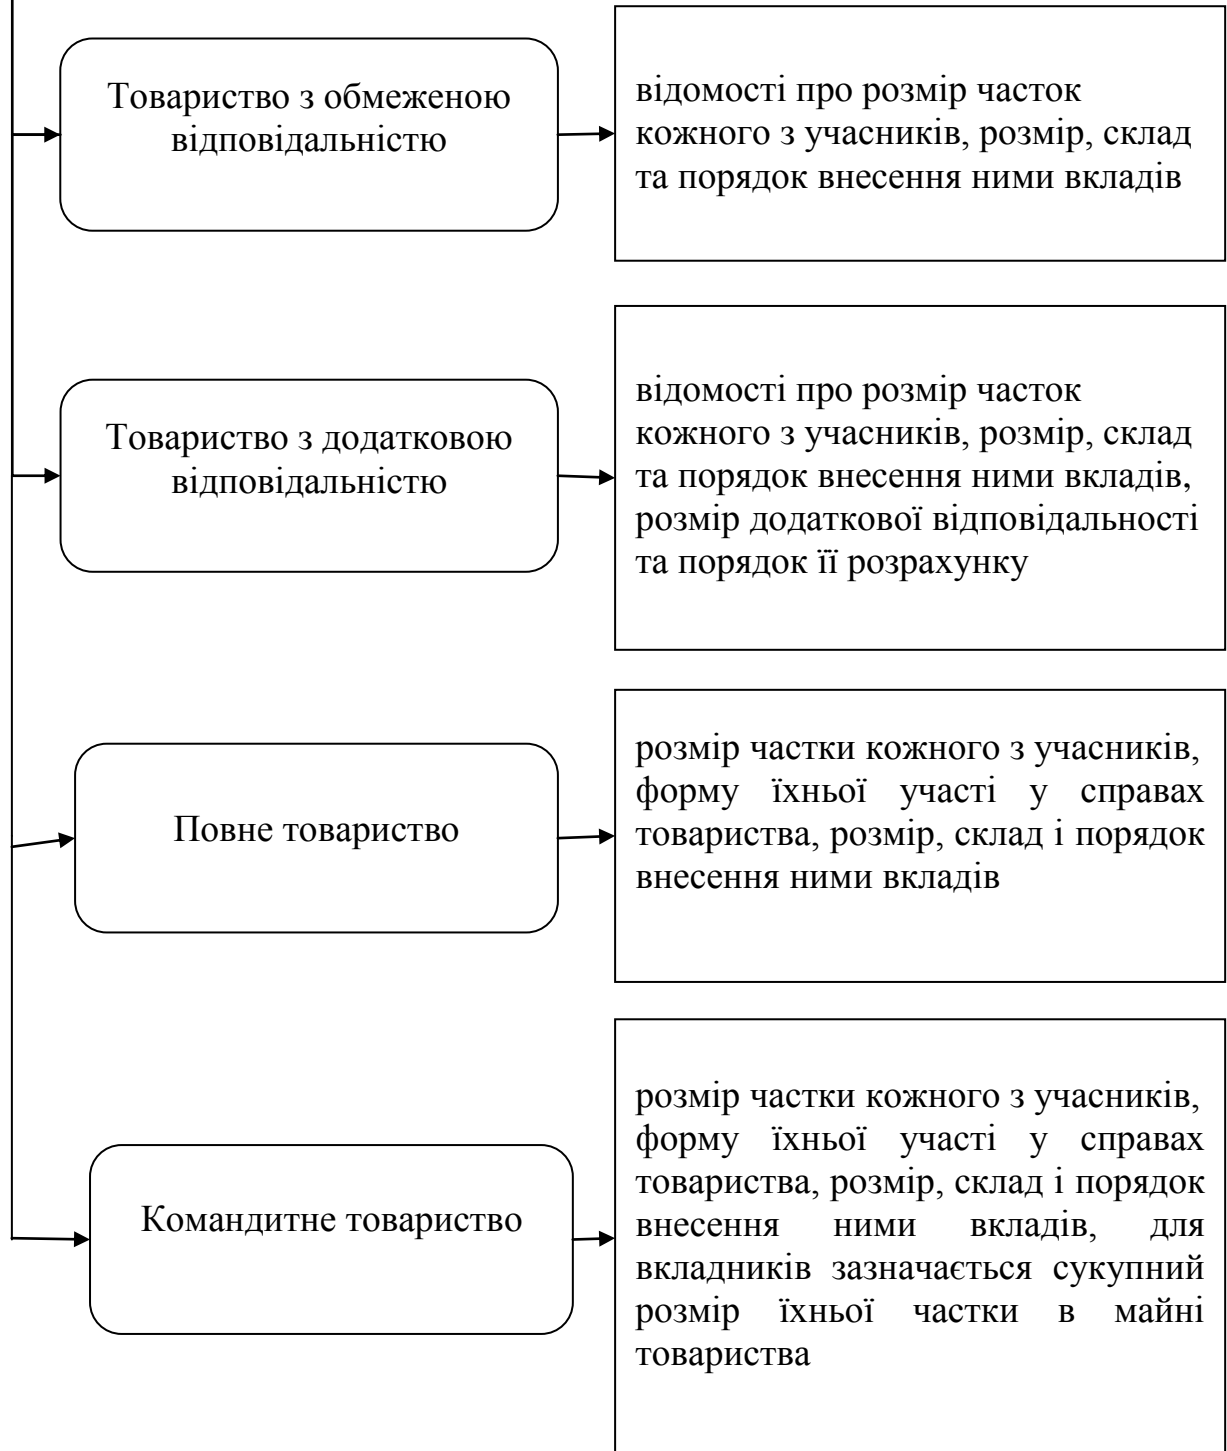 Товариство з обмеженою
відповідальністю
відомості про розмір часток
кожного з учасників, розмір, склад
та порядок внесення ними вкладів
Товариство з додатковою
відповідальністю
відомості про розмір часток
кожного з учасників, розмір, склад
та порядок внесення ними вкладів,
розмір додаткової відповідальності
та порядок її розрахунку
Повне товариство
розмір частки кожного з учасників,
форму їхньої участі у справах
товариства, розмір, склад і порядок
внесення ними вкладів
Командитне товариство
розмір частки кожного з учасників,
форму їхньої участі у справах
товариства, розмір, склад і порядок
внесення ними вкладів, для
вкладників зазначається сукупний
розмір їхньої частки в майні
товариства